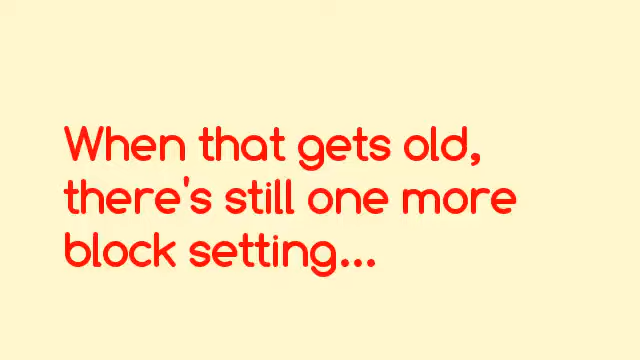 When that gets old,
there's still one more
block setting...